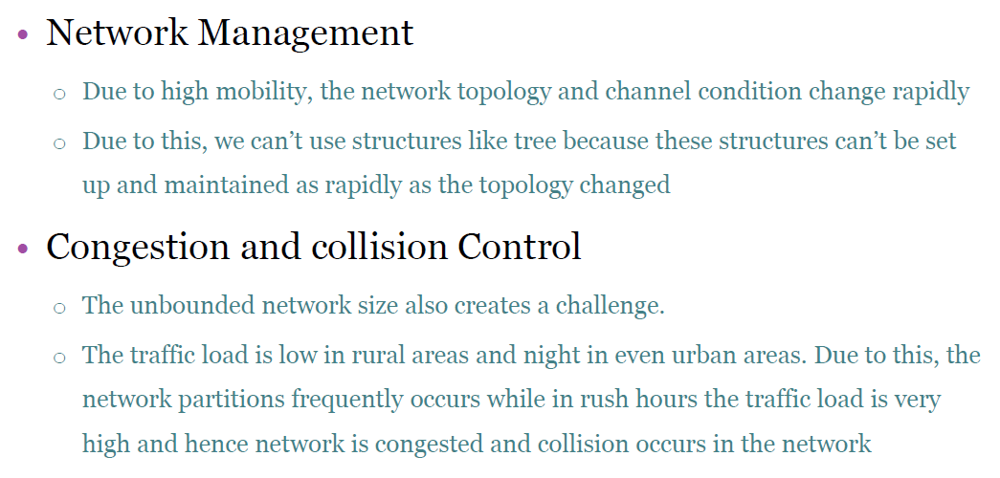 • Network Management
○ Due to high mobility, the network topology and channel condition change rapidly
○ Due to this, we can’t use structures like tree because these structures can’t be set
up and maintained as rapidly as the topology changed
• Congestion and collision Control
○ The unbounded network size also creates a challenge.
○ The traffic load is low in rural areas and night in even urban areas. Due to this, the
network partitions frequently occurs while in rush hours the traffic load is very
high and hence network is congested and collision occurs in the network